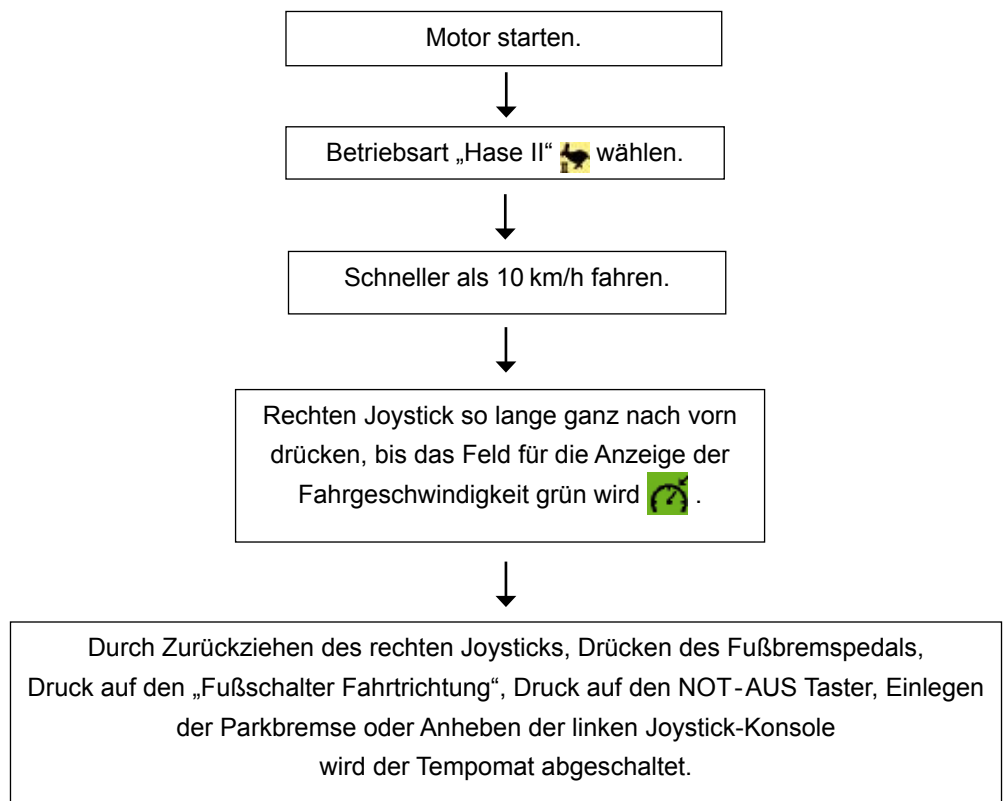 Motor starten.
Betriebsart „Hase II“ wählen.
Schneller als 10 km/h fahren.
Rechten Joystick so lange ganz nach vorn
drücken, bis das Feld für die Anzeige der
Fahrgeschwindigkeit grün wird .
Durch Zurückziehen des rechten Joysticks, Drücken des Fußbremspedals,
Druck auf den „Fußschalter Fahrtrichtung“, Druck auf den NOT-AUS Taster, Einlegen
der Parkbremse oder Anheben der linken Joystick-Konsole
wird der Tempomat abgeschaltet.